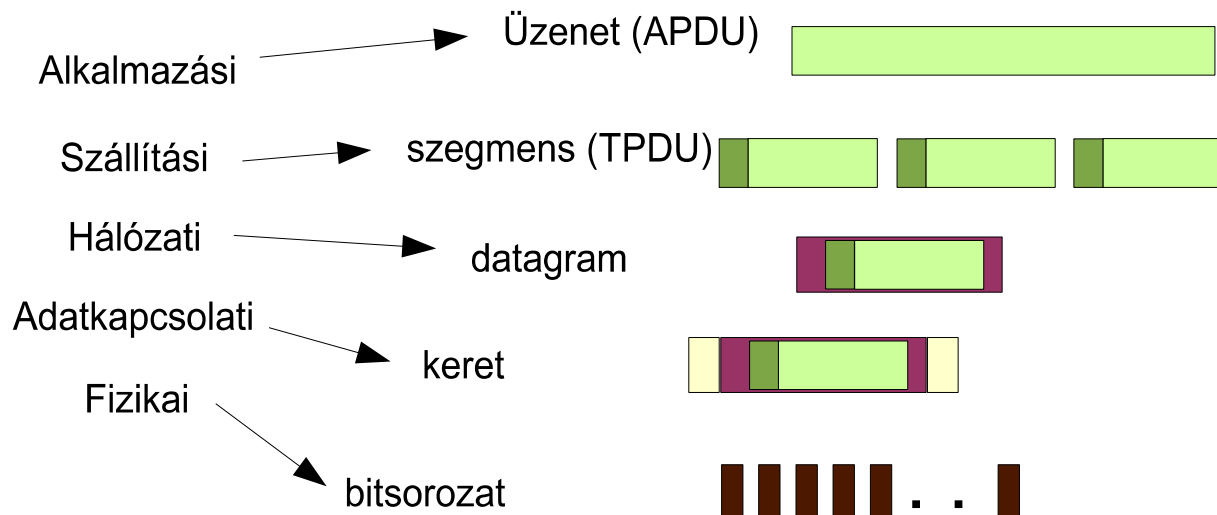 Alkalmazási
Üzenet (APDU)
Szállítási
szegmens (TPDU)
Hálózati
datagram
Adatkapcsolati
keret
Fizikai
bitsorozat
. .